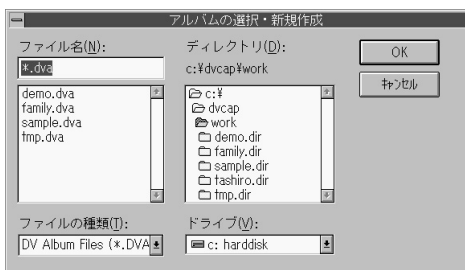 アルバムの選択・新規作成
ファイル名(N):
*.dva
demo.dva
family.dva
sample.dva
tmp.dva
ディレクトリ(D):
c:¥dvcap¥work
c:¥
dvcap
work
demo.dir
family.dir
sample.dir
tashiro.dir
tmp.dir
OK
ｷｬﾝｾﾙ
ファイルの種類(T):
DV Album Files (*.DVA
ドライブ(V):
c: harddisk